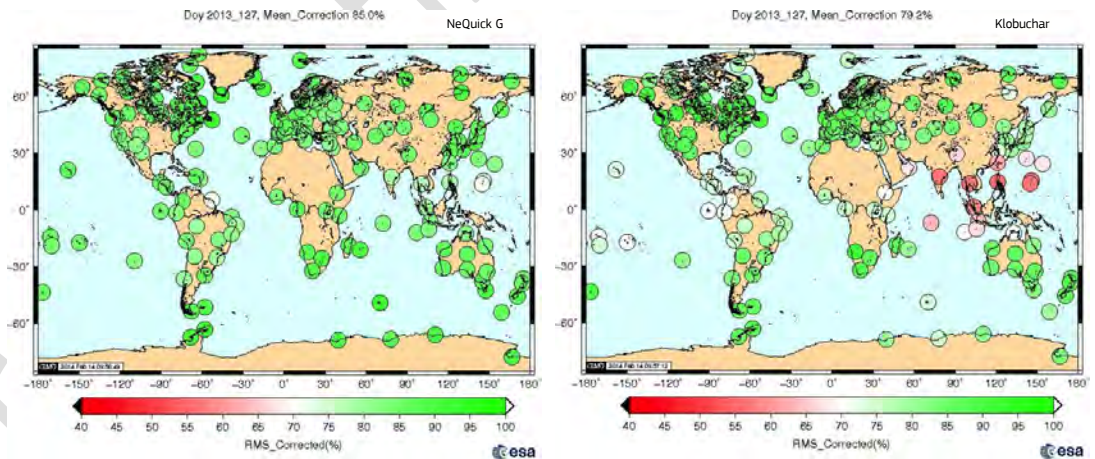 Doy 2013_127, Mean_Correction 85.0%
NeQuick G
60°
30°
0°
−30°
−60°
−180° −150° −120° −90° −60° −30° 0° 30° 60° 90° 120° 150° 180°
40 45 50 55 60 65 70 75 80 85 90 95 100
RMS_Corrected(%)
esa
Doy 2013_127, Mean_Correction 79.2%
Klobuchar
60°
30°
0°
−30°
−60°
−180° −150° −120° −90° −60° −30° 0° 30° 60° 90° 120° 150° 180°
40 45 50 55 60 65 70 75 80 85 90 95 100
RMS_Corrected(%)
esa